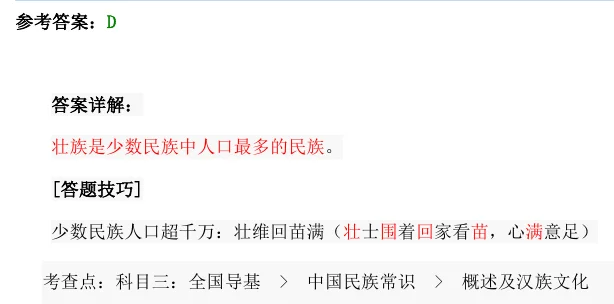 参考答案：D
答案详解：
壮族是少数民族中人口最多的民族。
[答题技巧]
少数民族人口超千万：壮维回苗满（壮士围着回家看苗，心满意足）
考查点：科目三：全国导基 > 中国民族常识 > 概述及汉族文化